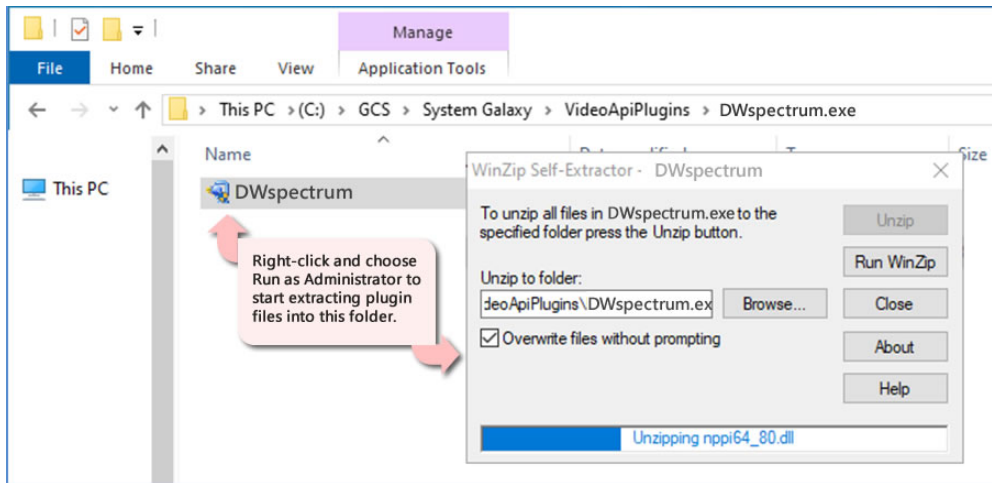 Manage
File Home Share View Application Tools
This PC > (C:) > GCS > System Galaxy > VideoApiPlugins > DWspectrum.exe
Name Size
This PC
DWspectrum
Right-click and choose
Run as Administrator to
start extracting plugin
files into this folder.
WinZip Self-Extractor - DWspectrum
To unzip all files in DWspectrum.exe to the
specified folder press the Unzip button.
Unzip to folder:
deoApiPlugins\DWspectrum.ex
Browse...
Overwrite files without prompting
Unzip
Run WinZip
Close
About
Help
Unzipping nppi64_80.dll